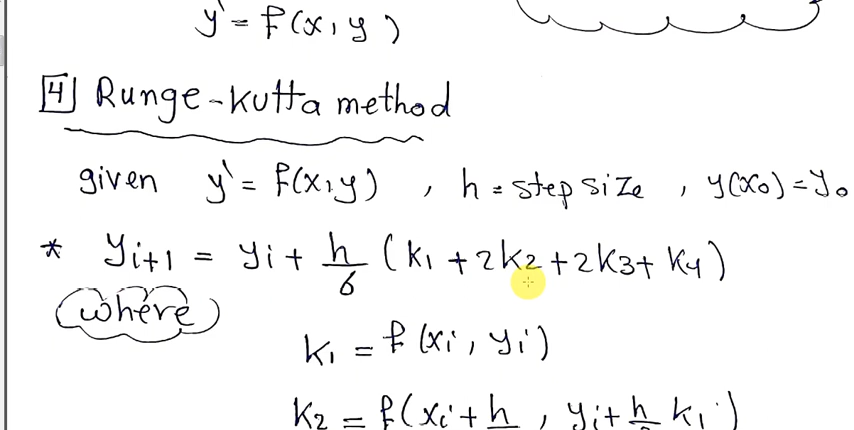 y' = f(x, y)
4 Runge-Kutta method
given y' = f(x,y) , h = step size , y(x₀) = y₀
* yᵢ₊₁ = yᵢ + h/6 (k₁ + 2k₂ + 2k₃ + k₄)
where
k₁ = f(xᵢ, yᵢ)
k₂ = f(xᵢ + h , yᵢ + h k₁)